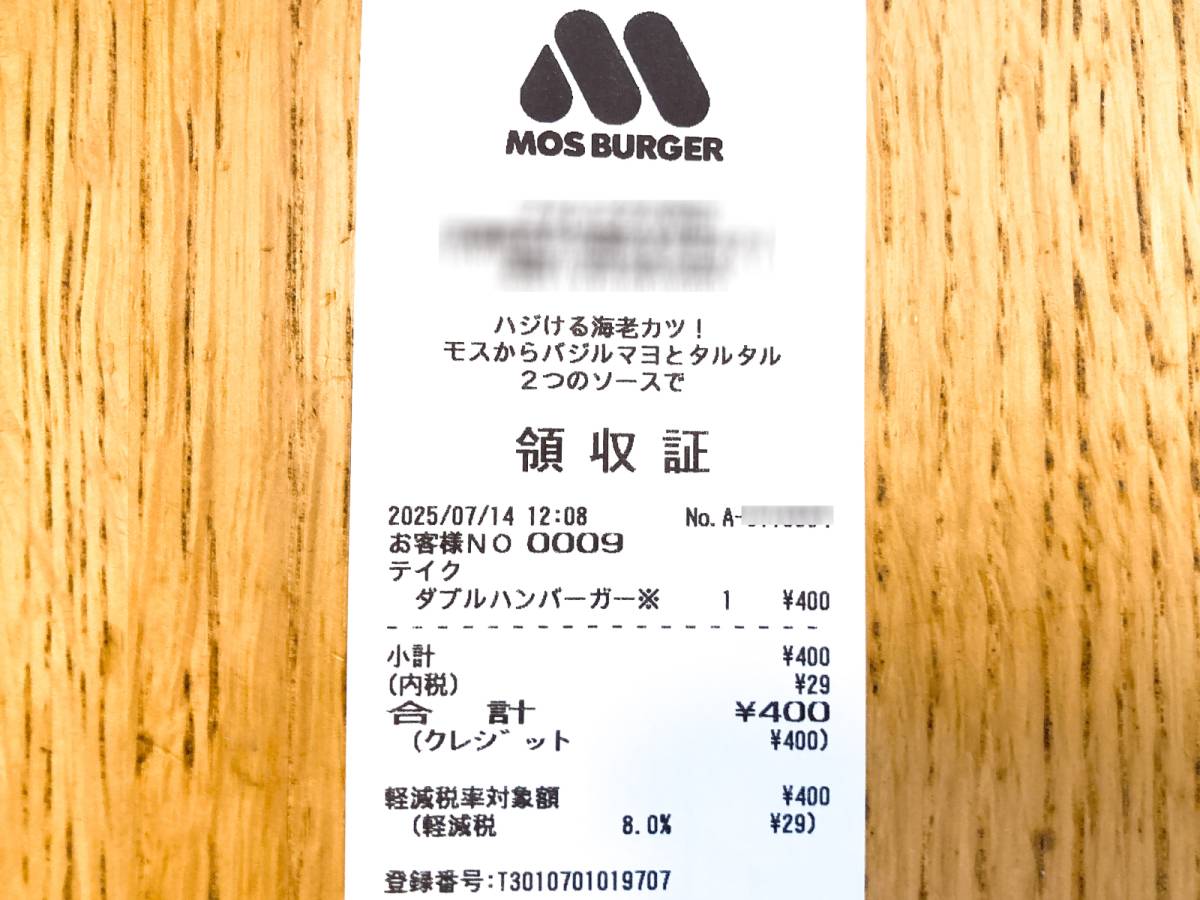 MOS BURGER
ハジける海老カツ！
モスからバジルマヨとタルタル
２つのソースで
領収証
2025/07/14 12:08 No. A-
お客様ＮＯ 0009
テイク
ダブルハンバーガー※ 1 ¥400
小計 ¥400
(内税) ¥29
合 計 ¥400
(クレジット ¥400)
軽減税率対象額 ¥400
(軽減税 8.0% ¥29)
登録番号:T3010701019707